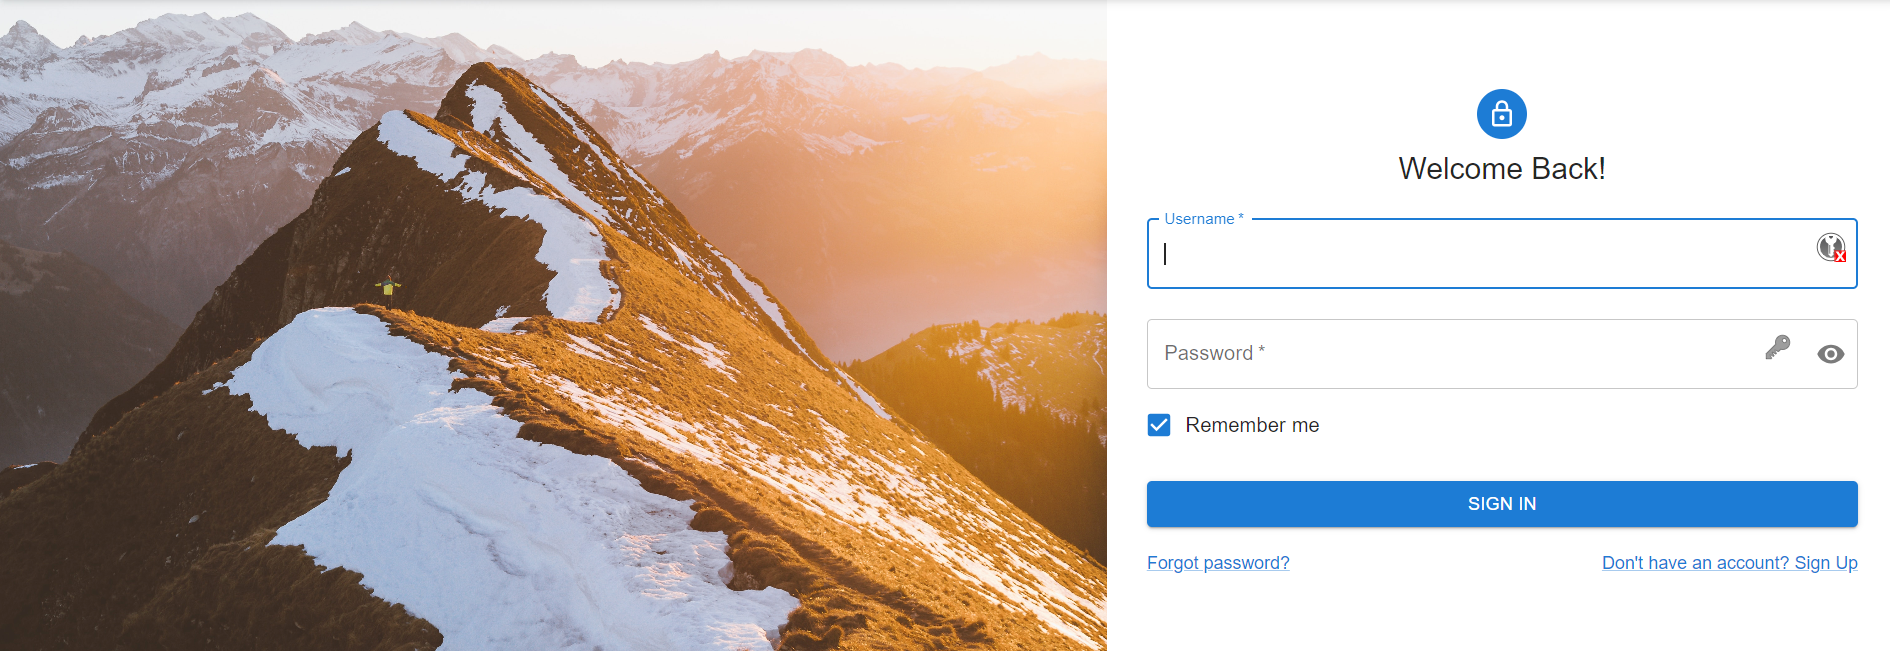 Welcome Back!
Username *
Password *
Remember me
SIGN IN
Forgot password?
Don't have an account? Sign Up